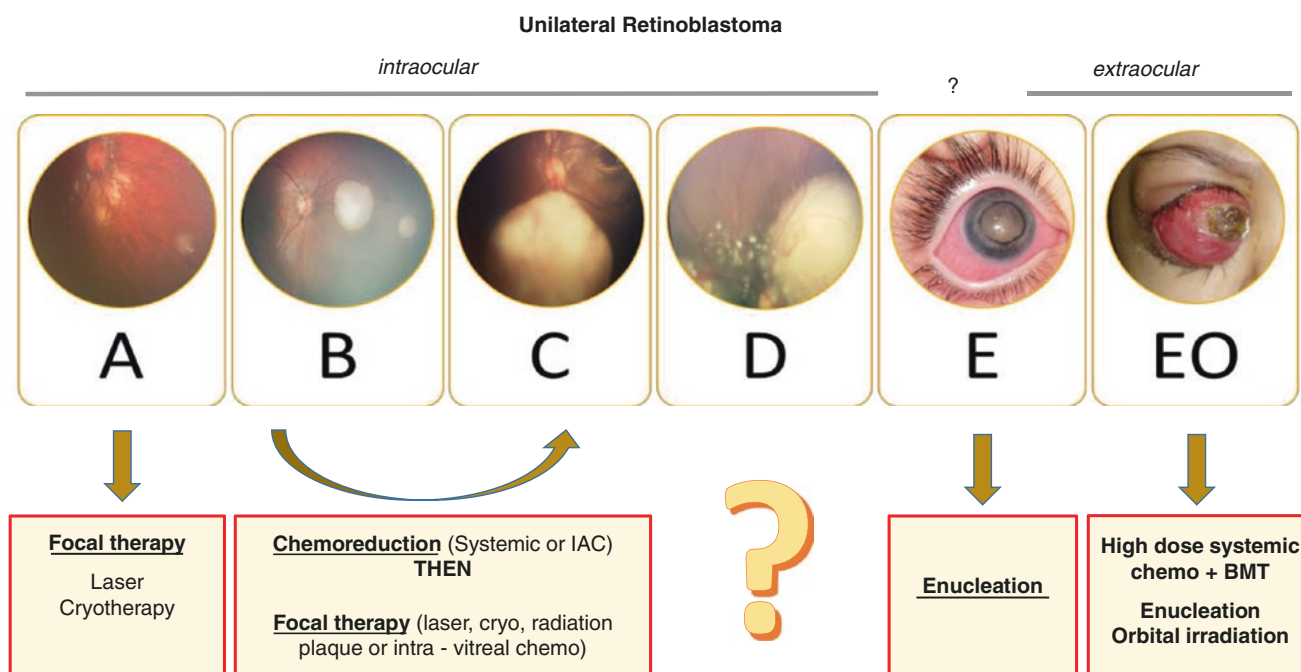 Unilateral Retinoblastoma
intraocular
?
extraocular
A
B
C
D
E
EO
Focal therapy
Laser
Cryotherapy
Chemoreduction (Systemic or IAC)
THEN
Focal therapy (laser, cryo, radiation
plaque or intra - vitreal chemo)
?
Enucleation
High dose systemic
chemo + BMT
Enucleation
Orbital irradiation